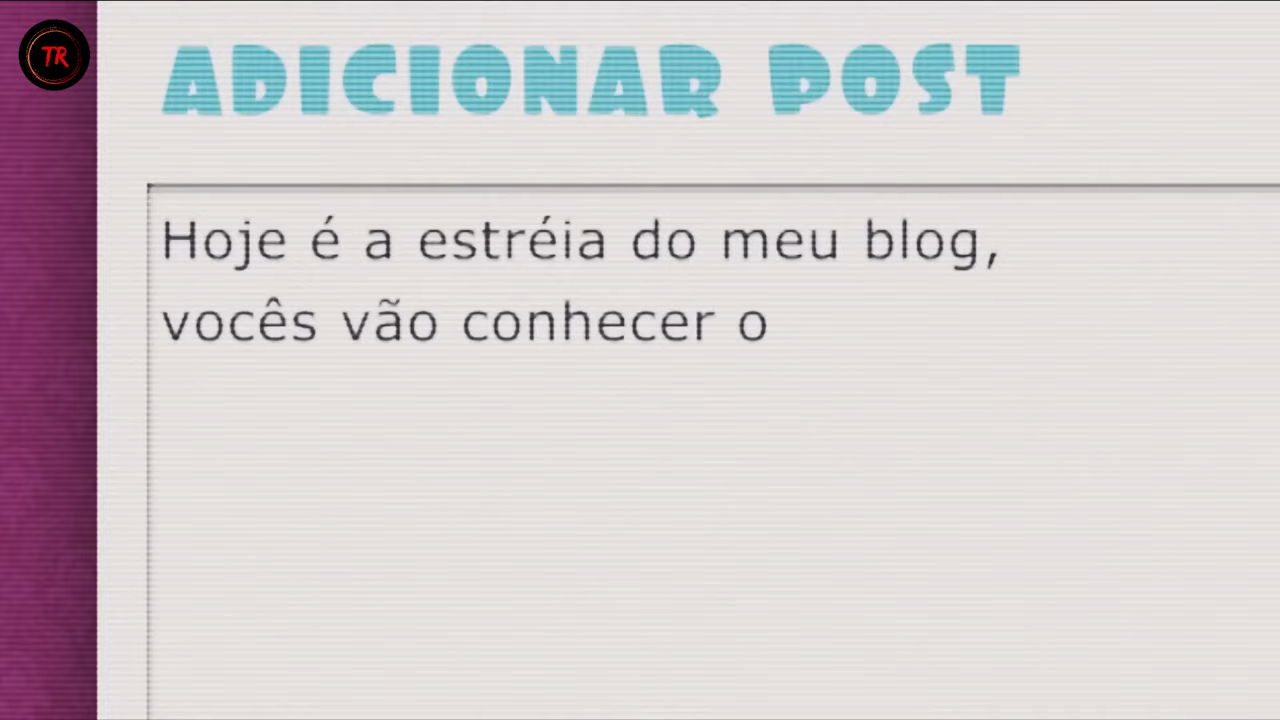 TR
ADICIONAR POST
Hoje é a estréia do meu blog,
vocês vão conhecer o